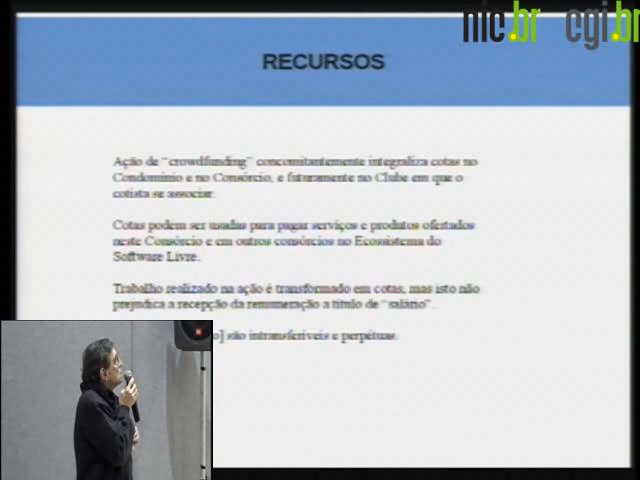 nic.br cgi.br
RECURSOS
Ação de "crowdfunding" concomitantemente integraliza cotas no
Condomínio e no Consórcio, e futuramente no Clube em que o
cotista se associar.
Cotas podem ser usadas para pagar serviços e produtos ofertados
neste Consórcio e em outros consórcios no Ecossistema do
Software Livre.
Trabalho realizado na ação é transformado em cotas, mas isto não
prejudica a recepção da remuneração a título de "salário".
o] são intransferíveis e perpétuas.